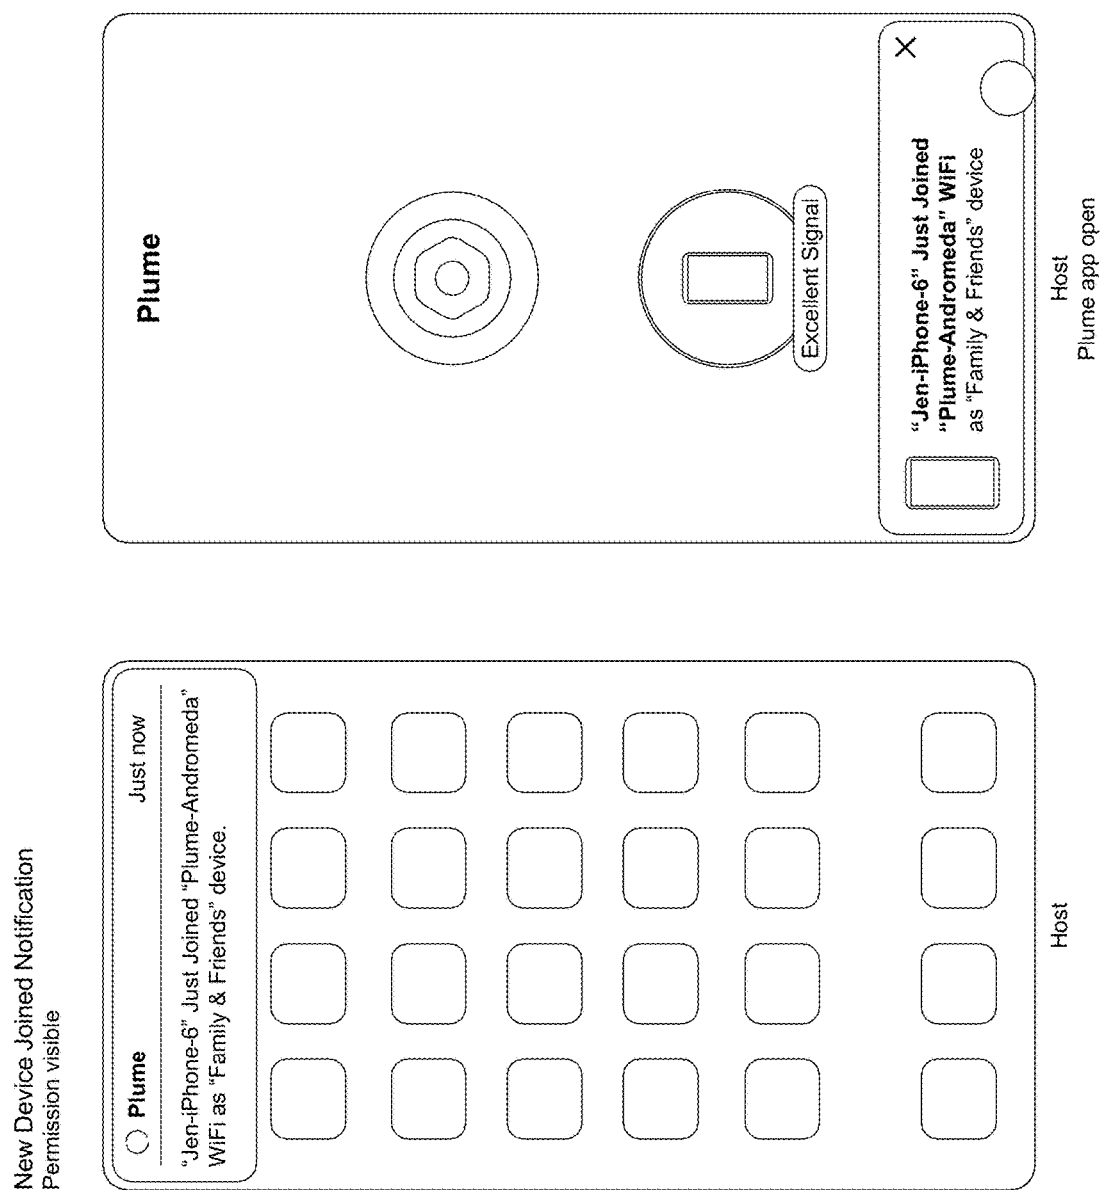 New Device Joined Notification
Permission visible
Plume
Just now
“Jen-iPhone-6” Just Joined “Plume-Andromeda”
WiFi as “Family & Friends” device.
Host
Plume
Excellent Signal
“Jen-iPhone-6” Just Joined
“Plume-Andromeda” WiFi
as “Family & Friends” device
Host
Plume app open